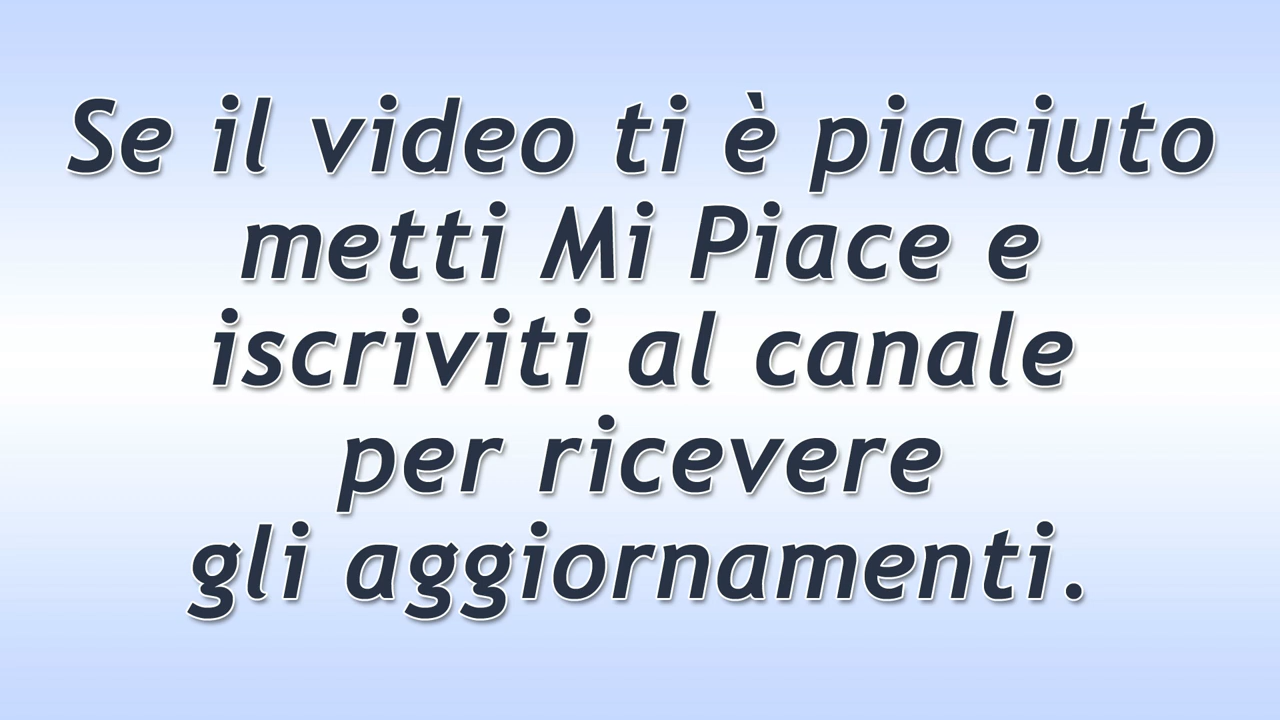 Se il video ti è piaciuto
metti Mi Piace e
iscriviti al canale
per ricevere
gli aggiornamenti.